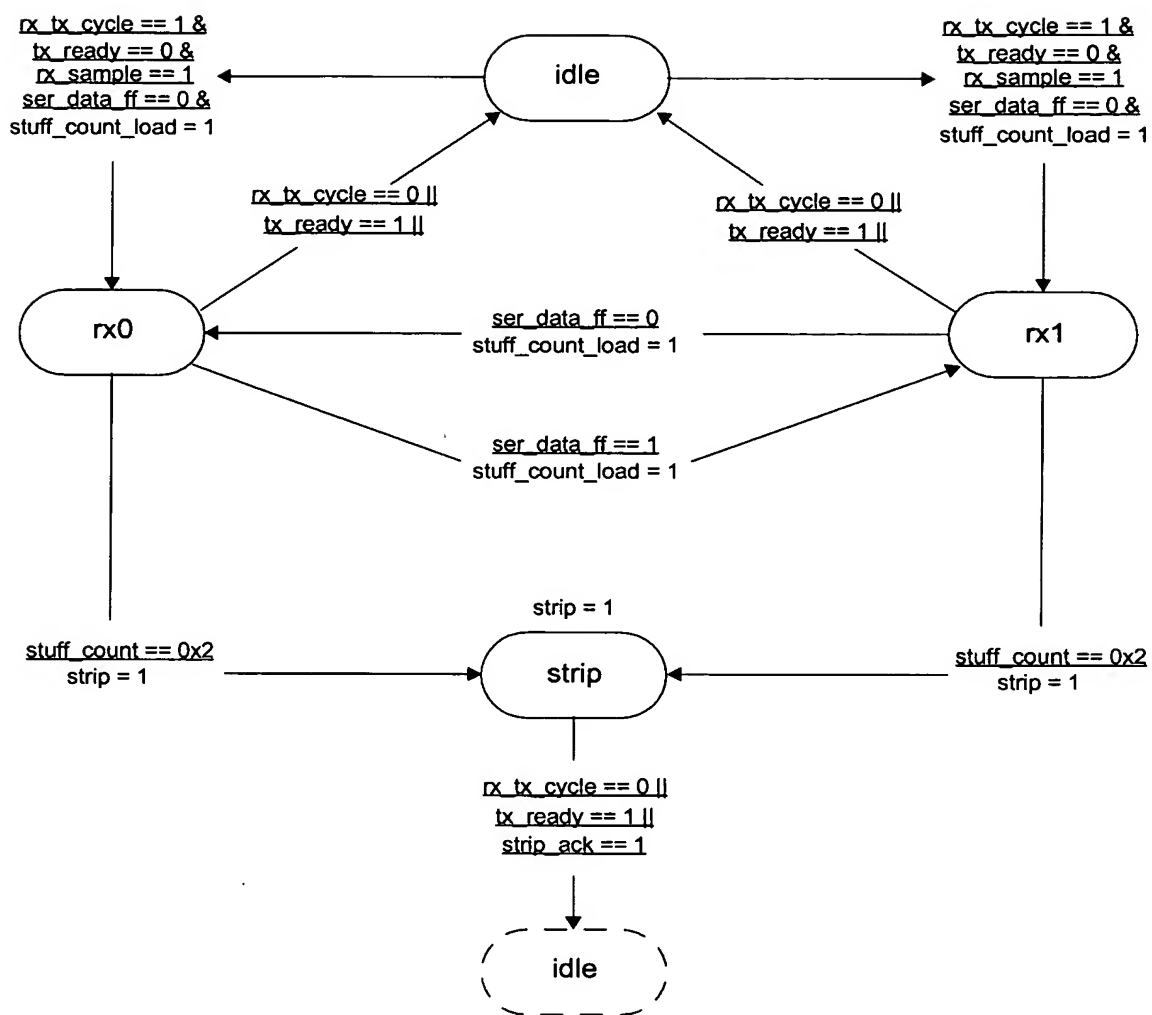 rx_tx_cycle == 1 &
tx_ready == 0 &
rx_sample == 1
ser_data_ff == 0 &
stuff_count_load = 1
idle
rx_tx_cycle == 1 &
tx_ready == 0 &
rx_sample == 1
ser_data_ff == 0 &
stuff_count_load = 1
rx_tx_cycle == 0 ||
tx_ready == 1 ||
rx_tx_cycle == 0 ||
tx_ready == 1 ||
rx0
ser_data_ff == 0
stuff_count_load = 1
rx1
ser_data_ff == 1
stuff_count_load = 1
strip = 1
stuff_count == 0x2
strip = 1
strip
stuff_count == 0x2
strip = 1
rx_tx_cycle == 0 ||
tx_ready == 1 ||
strip_ack == 1
idle